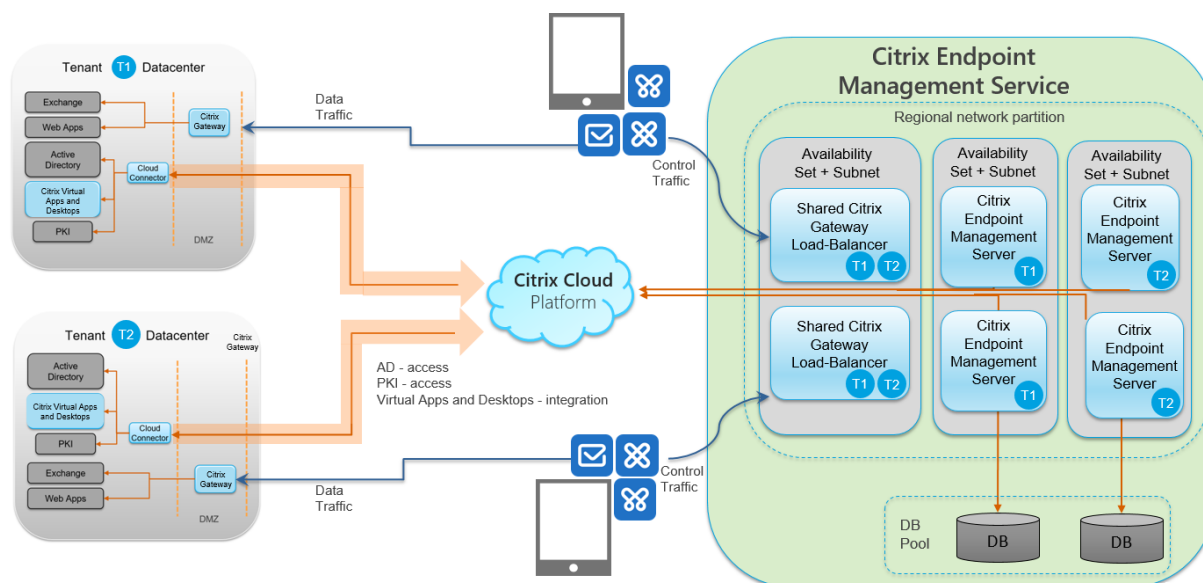 Tenant T1 Datacenter
Exchange
Web Apps
Active
Directory
Citrix Virtual
Apps and
Desktops
PKI
Cloud
Connector
Citrix
Gateway
DMZ
Data
Traffic
Control
Traffic
Tenant T2 Datacenter
Citrix
Gateway
Active
Directory
Citrix Virtual Apps
and Desktops
PKI
Cloud
Connector
Exchange
Web Apps
Citrix
Gateway
DMZ
Data
Traffic
Control
Traffic
Citrix Cloud
Platform
AD - access
PKI - access
Virtual Apps and Desktops - integration
Citrix Endpoint
Management Service
Regional network partition
Availability
Set + Subnet
Shared Citrix
Gateway
Load-Balancer
T1 T2
Shared Citrix
Gateway
Load-Balancer
T1 T2
Availability
Set + Subnet
Citrix
Endpoint
Management
Server
T1
Citrix
Endpoint
Management
Server
T1
Availability
Set + Subnet
Citrix
Endpoint
Management
Server
T2
Citrix
Endpoint
Management
Server
T2
DB
Pool
DB
DB